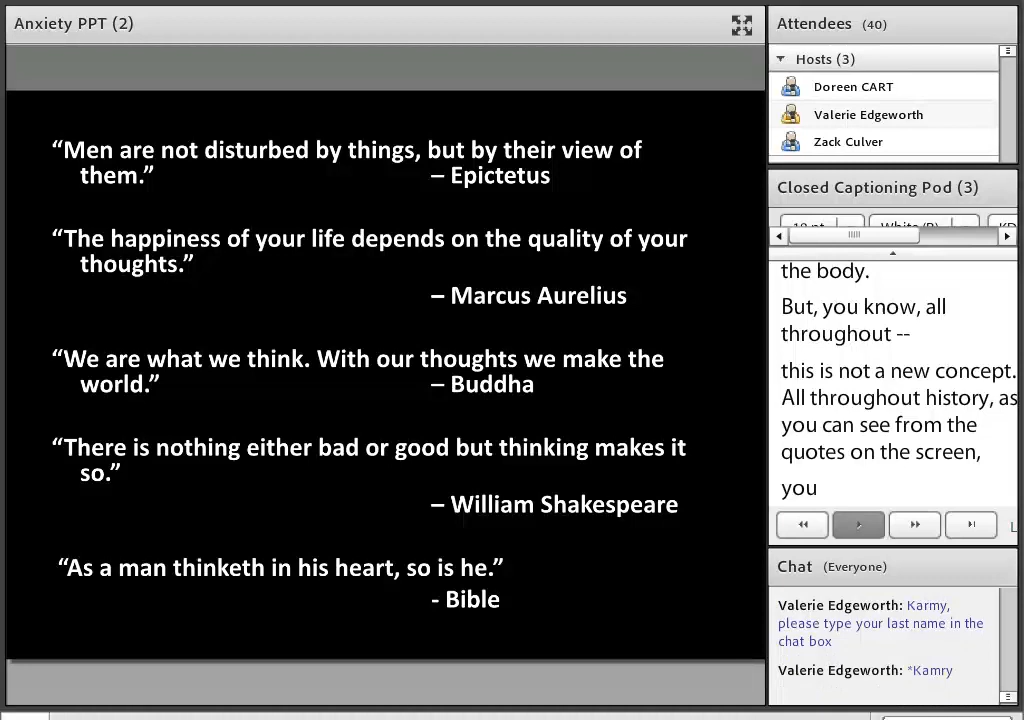 Anxiety PPT (2)
“Men are not disturbed by things, but by their view of
them.” – Epictetus
“The happiness of your life depends on the quality of your
thoughts.”
– Marcus Aurelius
“We are what we think. With our thoughts we make the
world.” – Buddha
“There is nothing either bad or good but thinking makes it
so.”
– William Shakespeare
“As a man thinketh in his heart, so is he.”
- Bible
Attendees (40)
Hosts (3)
Doreen CART
Valerie Edgeworth
Zack Culver
Closed Captioning Pod (3)
the body.
But, you know, all
throughout --
this is not a new concept.
All throughout history, as
you can see from the
quotes on the screen,
you
Chat (Everyone)
Valerie Edgeworth: Karmy,
please type your last name in the
chat box
Valerie Edgeworth: *Kamry